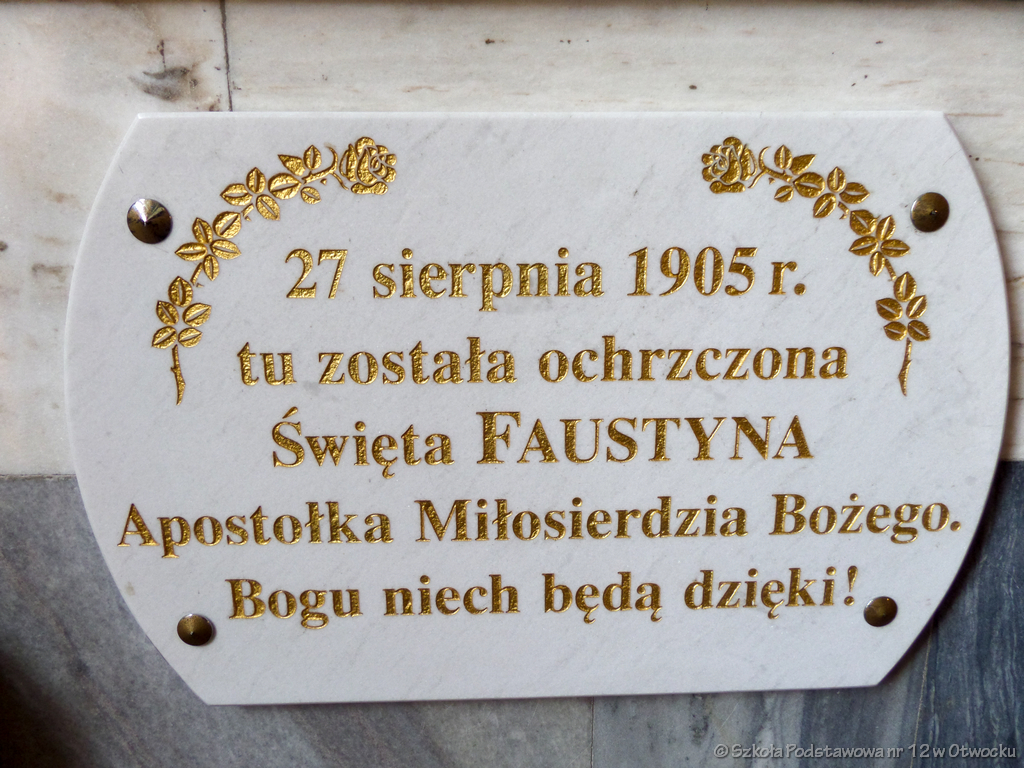 27 sierpnia 1905 r.
tu została ochrzczona
Święta FAUSTYNA
Apostołka Miłosierdzia Bożego.
Bogu niech będą dzięki!
© Szkoła Podstawowa nr 12 w Otwocku